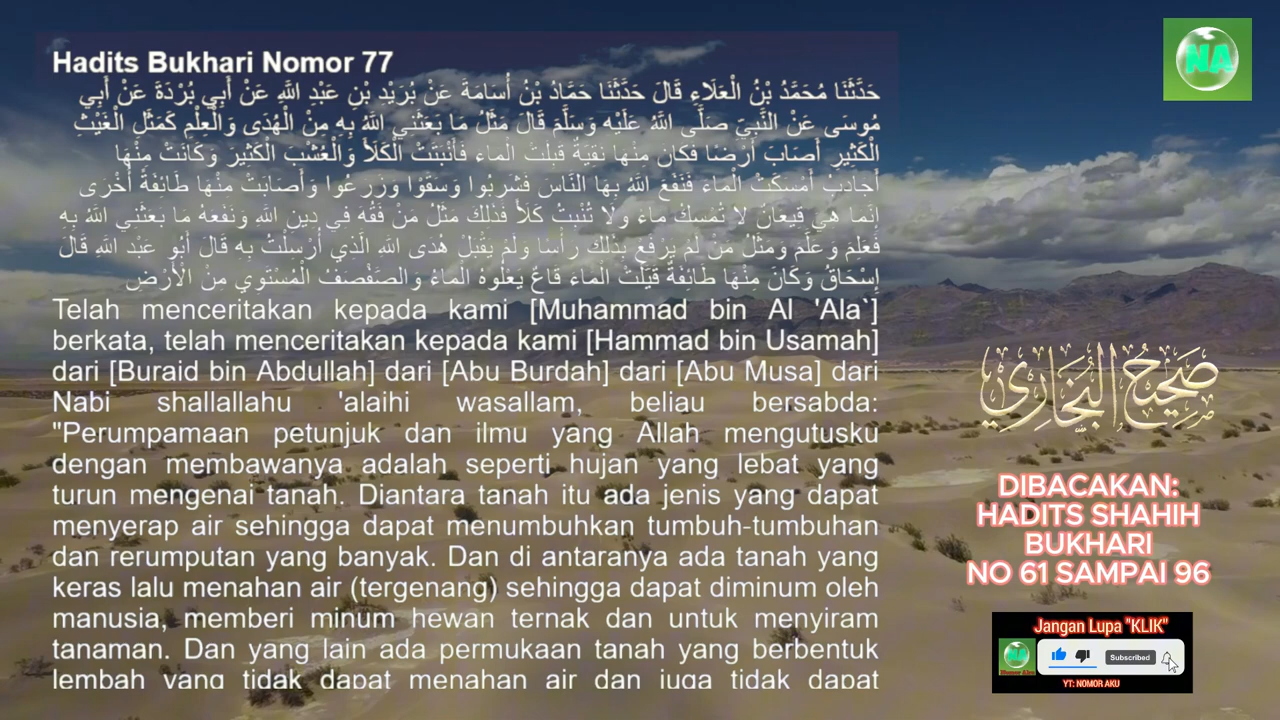 Hadits Bukhari Nomor 77
حَدَّثَنَا مُحَمَّدُ بْنُ الْعَلَاءِ قَالَ حَدَّثَنَا حَمَّادُ بْنُ أُسَامَةَ عَنْ بُرَيْدِ بْنِ عَبْدِ اللَّهِ عَنْ أَبِي بُرْدَةَ عَنْ أَبِي
مُوسَى عَنْ النَّبِيِّ صَلَّى اللَّهُ عَلَيْهِ وَسَلَّمَ قَالَ مَثَلُ مَا بَعَثَنِي اللَّهُ بِهِ مِنْ الْهُدَى وَالْعِلْمِ كَمَثَلِ الْغَيْثِ
الْكَثِيرِ أَصَابَ أَرْضًا فَكَانَ مِنْهَا نَقِيَّةٌ قَبِلَتْ الْمَاءَ فَأَنْبَتَتْ الْكَلَأَ وَالْعُشْبَ الْكَثِيرَ وَكَانَتْ مِنْهَا
أَجَادِبُ أَمْسَكَتْ الْمَاءَ فَنَفَعَ اللَّهُ بِهَا النَّاسَ فَشَرِبُوا وَسَقَوْا وَزَرَعُوا وَأَصَابَتْ مِنْهَا طَائِفَةً أُخْرَى
إِنَّمَا هِيَ قِيعَانٌ لَا تُمْسِكُ مَاءً وَلَا تُنْبِتُ كَلَأً فَذَلِكَ مَثَلُ مَنْ فَقُهَ فِي دِينِ اللَّهِ وَنَفَعَهُ مَا بَعَثَنِي اللَّهُ بِهِ
فَعَلِمَ وَعَلَّمَ وَمَثَلُ مَنْ لَمْ يَرْفَعْ بِذَلِكَ رَأْسًا وَلَمْ يَقْبَلْ هُدَى اللَّهِ الَّذِي أُرْسِلْتُ بِهِ قَالَ أَبُو عَبْد اللَّهِ قَالَ
إِسْحَاقُ وَكَانَ مِنْهَا طَائِفَةٌ قَيَّلَتْ الْمَاءَ قَاعٌ يَعْلُوهُ الْمَاءُ وَالصَّفْصَفُ الْمُسْتَوِي مِنْ الْأَرْضِ
Telah menceritakan kepada kami [Muhammad bin Al 'Ala`]
berkata, telah menceritakan kepada kami [Hammad bin Usamah]
dari [Buraid bin Abdullah] dari [Abu Burdah] dari [Abu Musa] dari
Nabi shallallahu 'alaihi wasallam, beliau bersabda:
"Perumpamaan petunjuk dan ilmu yang Allah mengutusku
dengan membawanya adalah seperti hujan yang lebat yang
turun mengenai tanah. Diantara tanah itu ada jenis yang dapat
menyerap air sehingga dapat menumbuhkan tumbuh-tumbuhan
dan rerumputan yang banyak. Dan di antaranya ada tanah yang
keras lalu menahan air (tergenang) sehingga dapat diminum oleh
manusia, memberi minum hewan ternak dan untuk menyiram
tanaman. Dan yang lain ada permukaan tanah yang berbentuk
lembah yang tidak dapat menahan air dan juga tidak dapat
NA
صَحِيحُ الْبُخَارِيِّ
DIBACAKAN:
HADITS SHAHIH
BUKHARI
NO 61 SAMPAI 96
Jangan Lupa "KLIK"
NA
Subscribed
Nomor Aku
YT: NOMOR AKU